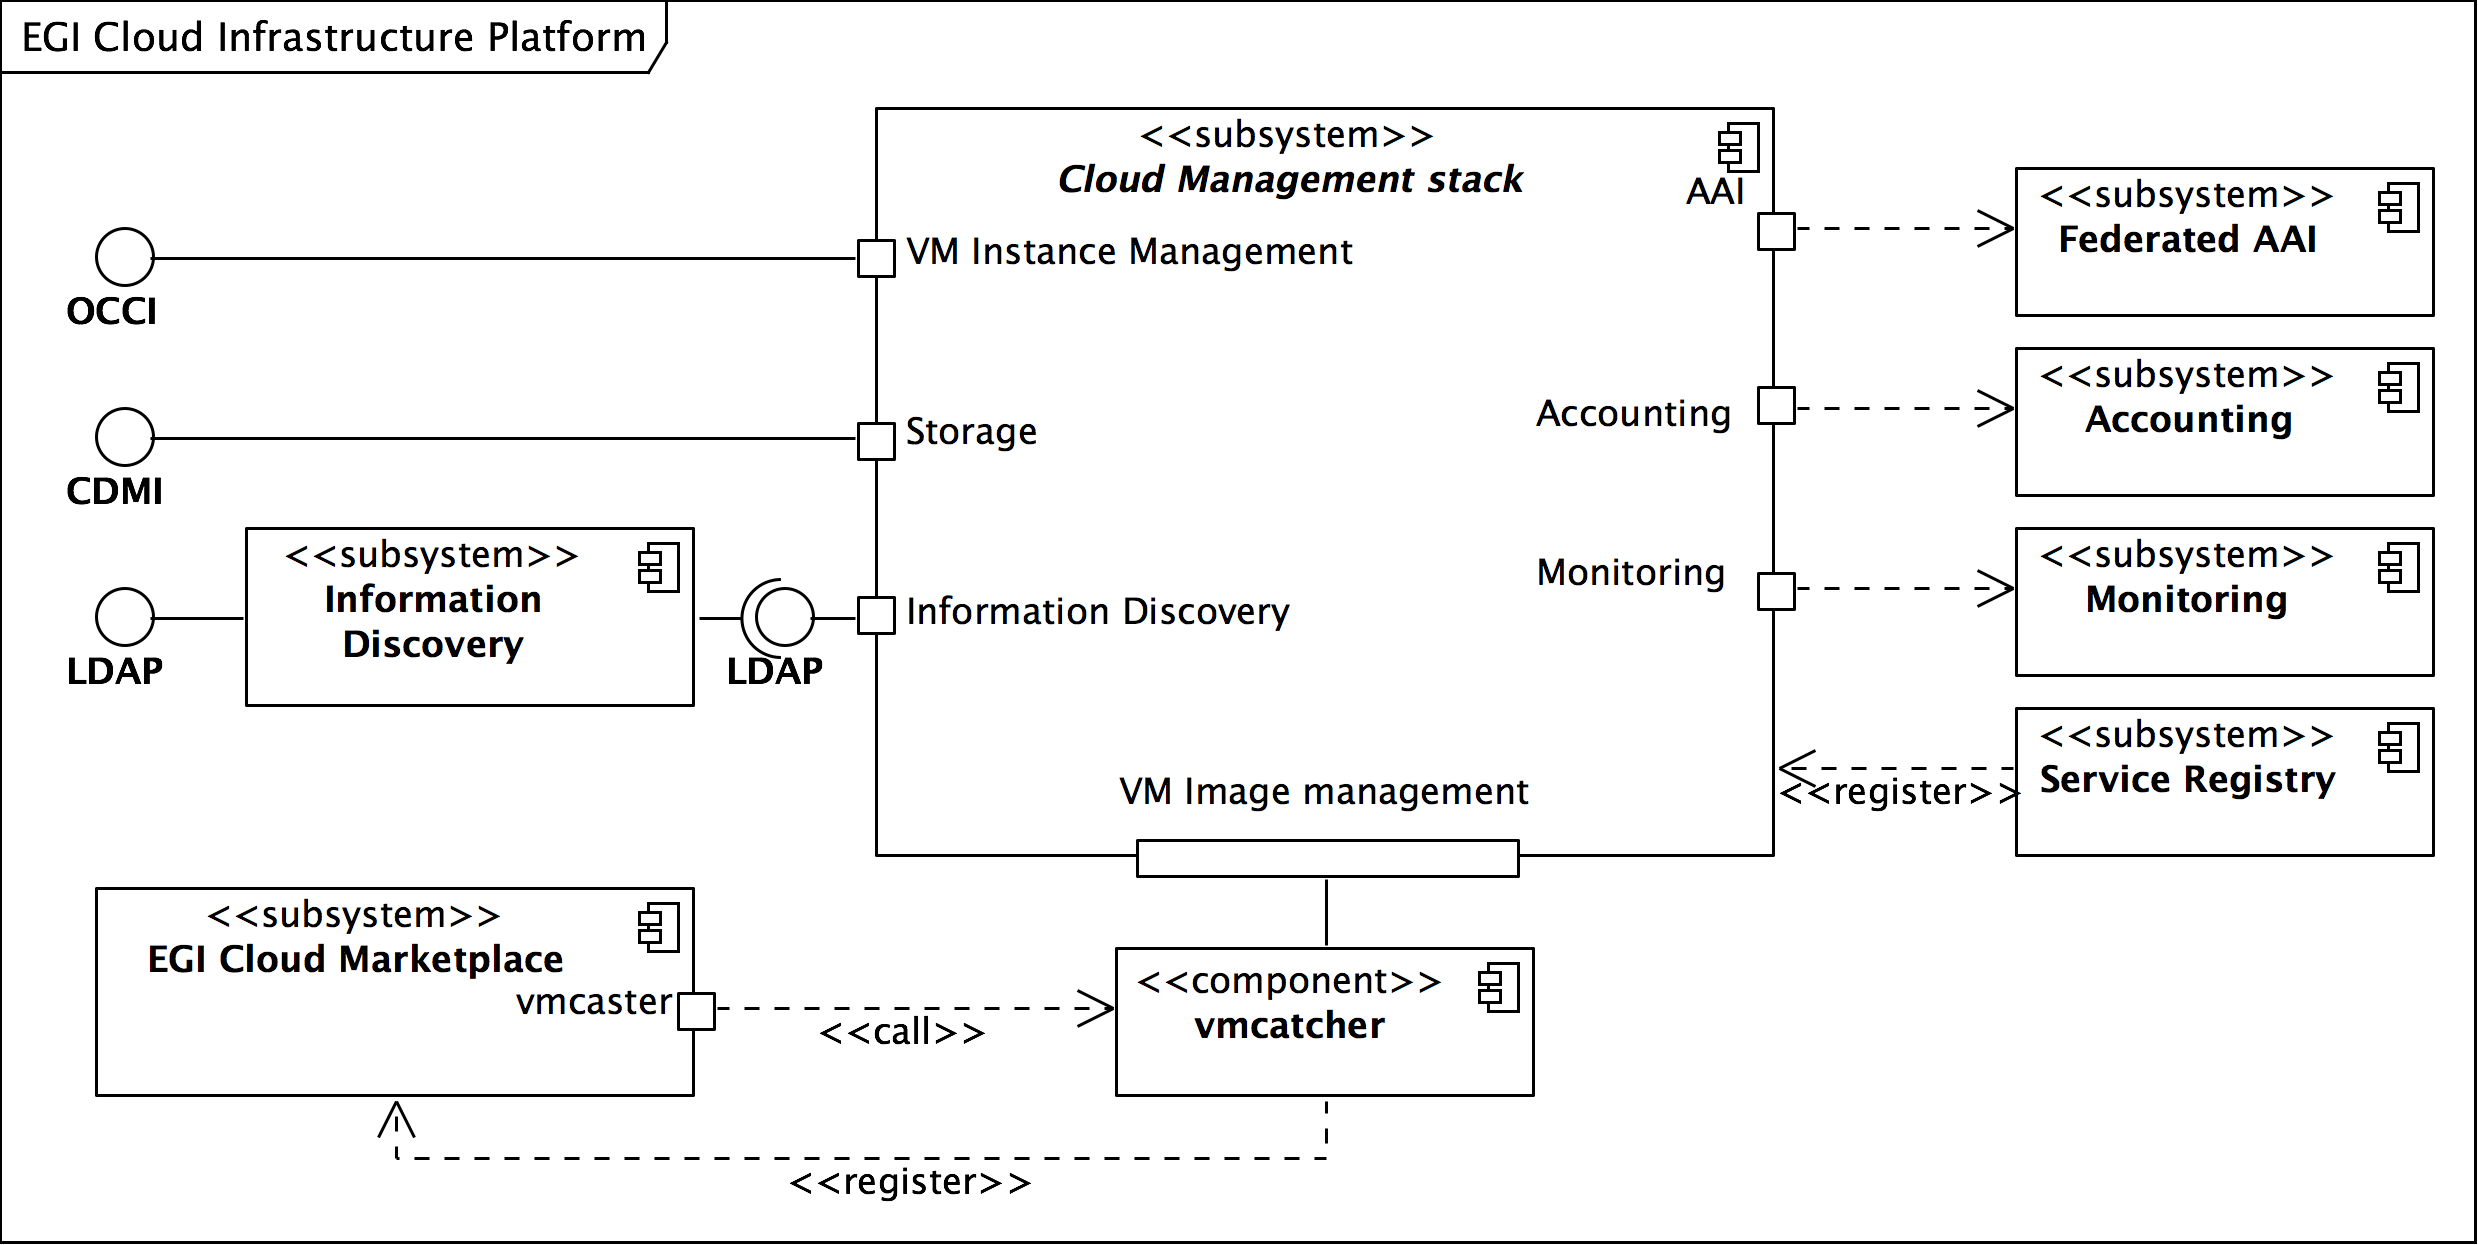 EGI Cloud Infrastructure Platform
<<subsystem>>
Cloud Management stack
AAI
VM Instance Management
OCCI
<<subsystem>>
Federated AAI
Storage
CDMI
Accounting
<<subsystem>>
Accounting
<<subsystem>>
Information
Discovery
LDAP
LDAP
Information Discovery
Monitoring
<<subsystem>>
Monitoring
VM Image management
<<register>>
<<subsystem>>
Service Registry
<<subsystem>>
EGI Cloud Marketplace
vmcaster
<<call>>
<<component>>
vmcatcher
<<register>>